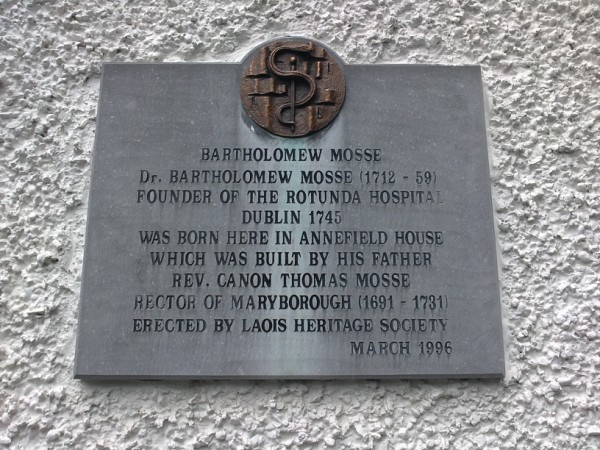 BARTHOLOMEW MOSSE
Dr. BARTHOLOMEW MOSSE (1712 - 59)
FOUNDER OF THE ROTUNDA HOSPITAL
DUBLIN 1745
WAS BORN HERE IN ANNEFIELD HOUSE
WHICH WAS BUILT BY HIS FATHER
REV. CANON THOMAS MOSSE
RECTOR OF MARYBOROUGH (1691 - 1731)
ERECTED BY LAOIS HERITAGE SOCIETY
MARCH 1996